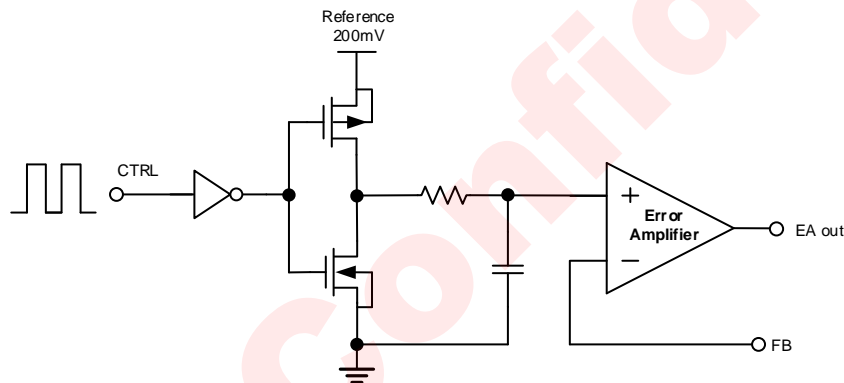 Reference
200mV
CTRL
+
Error
Amplifier
−
EA out
FB
Confid